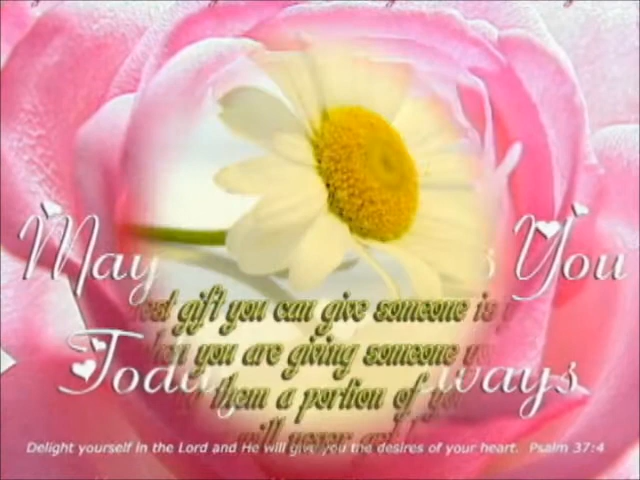 May You
gift you can give someone is
you are giving someone
Today
them a portion of
will never
Delight yourself in the Lord and He will give you the desires of your heart. Psalm 37:4